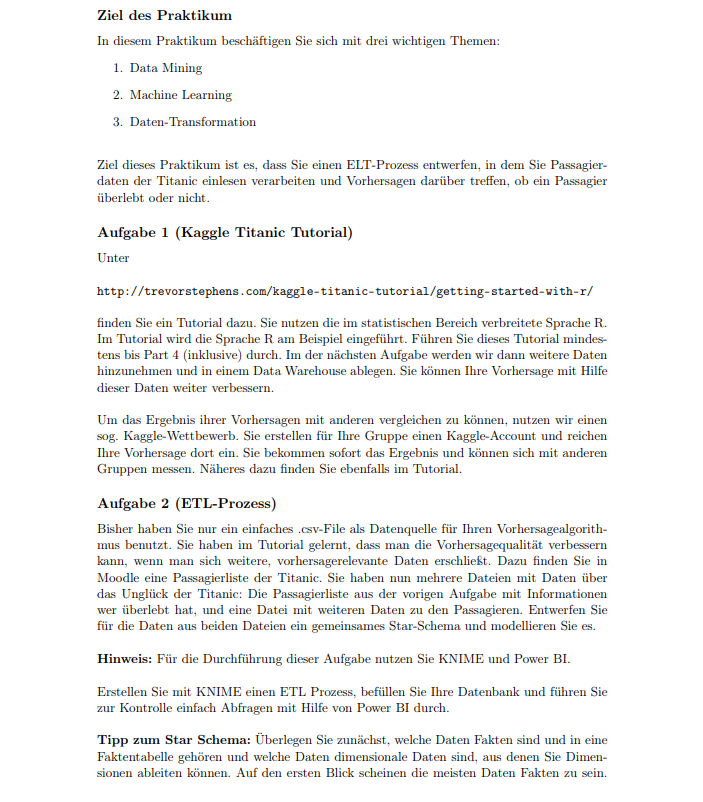 Ziel des Praktikum
In diesem Praktikum beschäftigen Sie sich mit drei wichtigen Themen:
1. Data Mining
2. Machine Learning
3. Daten-Transformation
Ziel dieses Praktikum ist es, dass Sie einen ELT-Prozess entwerfen, in dem Sie Passagier-
daten der Titanic einlesen verarbeiten und Vorhersagen darüber treffen, ob ein Passagier
überlebt oder nicht.
Aufgabe 1 (Kaggle Titanic Tutorial)
Unter
http://trevorstephens.com/kaggle-titanic-tutorial/getting-started-with-r/
finden Sie ein Tutorial dazu. Sie nutzen die im statistischen Bereich verbreitete Sprache R.
Im Tutorial wird die Sprache R am Beispiel eingeführt. Führen Sie dieses Tutorial mindes-
tens bis Part 4 (inklusive) durch. Im der nächsten Aufgabe werden wir dann weitere Daten
hinzunehmen und in einem Data Warehouse ablegen. Sie können Ihre Vorhersage mit Hilfe
dieser Daten weiter verbessern.
Um das Ergebnis ihrer Vorhersagen mit anderen vergleichen zu können, nutzen wir einen
sog. Kaggle-Wettbewerb. Sie erstellen für Ihre Gruppe einen Kaggle-Account und reichen
Ihre Vorhersage dort ein. Sie bekommen sofort das Ergebnis und können sich mit anderen
Gruppen messen. Näheres dazu finden Sie ebenfalls im Tutorial.
Aufgabe 2 (ETL-Prozess)
Bisher haben Sie nur ein einfaches .csv-File als Datenquelle für Ihren Vorhersagealgorith-
mus benutzt. Sie haben im Tutorial gelernt, dass man die Vorhersagequalität verbessern
kann, wenn man sich weitere, vorhersagerelevante Daten erschließt. Dazu finden Sie in
Moodle eine Passagierliste der Titanic. Sie haben nun mehrere Dateien mit Daten über
das Unglück der Titanic: Die Passagierliste aus der vorigen Aufgabe mit Informationen
wer überlebt hat, und eine Datei mit weiteren Daten zu den Passagieren. Entwerfen Sie
für die Daten aus beiden Dateien ein gemeinsames Star-Schema und modellieren Sie es.
Hinweis: Für die Durchführung dieser Aufgabe nutzen Sie KNIME und Power BI.
Erstellen Sie mit KNIME einen ETL Prozess, befüllen Sie Ihre Datenbank und führen Sie
zur Kontrolle einfach Abfragen mit Hilfe von Power BI durch.
Tipp zum Star Schema: Überlegen Sie zunächst, welche Daten Fakten sind und in eine
Faktentabelle gehören und welche Daten dimensionale Daten sind, aus denen Sie Dimen-
sionen ableiten können. Auf den ersten Blick scheinen die meisten Daten Fakten zu sein.